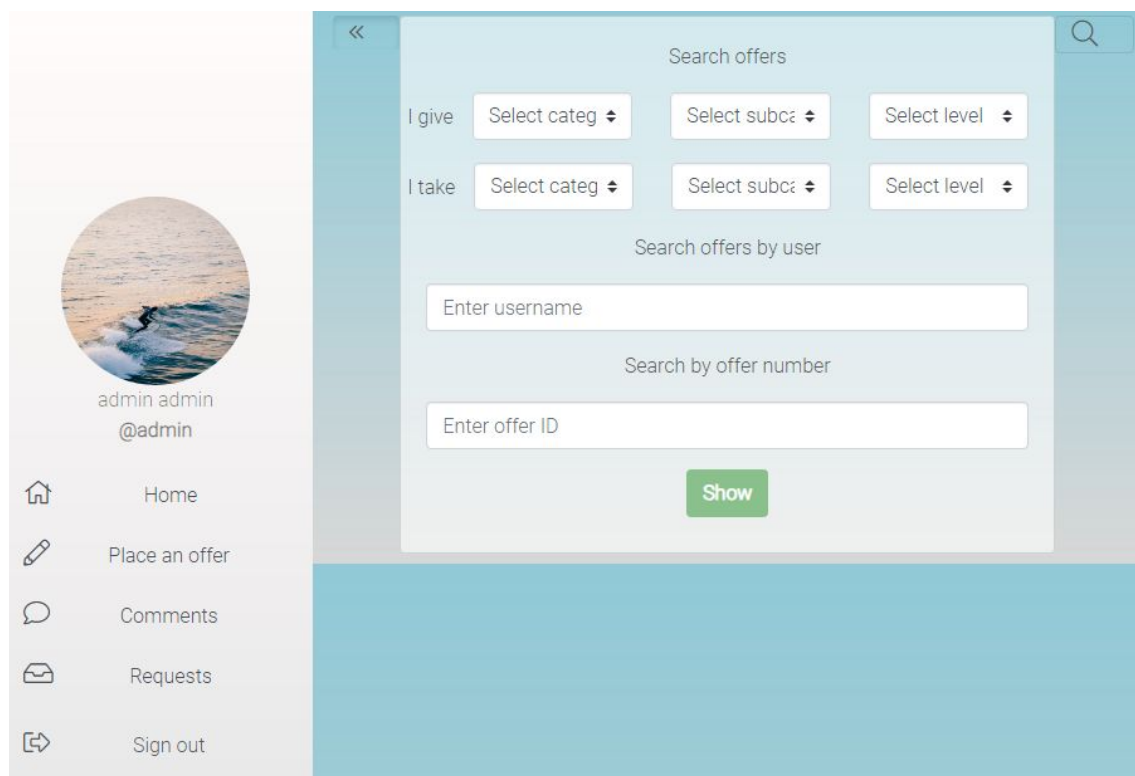 Search offers
I give Select categ Select subca Select level
I take Select categ Select subca Select level
Search offers by user
Enter username
Search by offer number
Enter offer ID
Show
admin admin
@admin
Home
Place an offer
Comments
Requests
Sign out